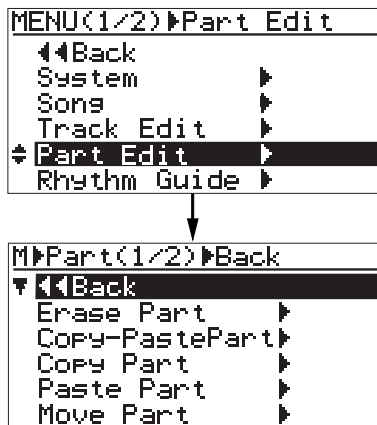 MENU(1/2)▶Part Edit
◀◀Back
System ▶
Song ▶
Track Edit ▶
Part Edit ▶
Rhythm Guide ▶
M▶Part(1/2)▶Back
◀◀Back
Erase Part ▶
Copy-PastePart▶
Copy Part ▶
Paste Part ▶
Move Part ▶